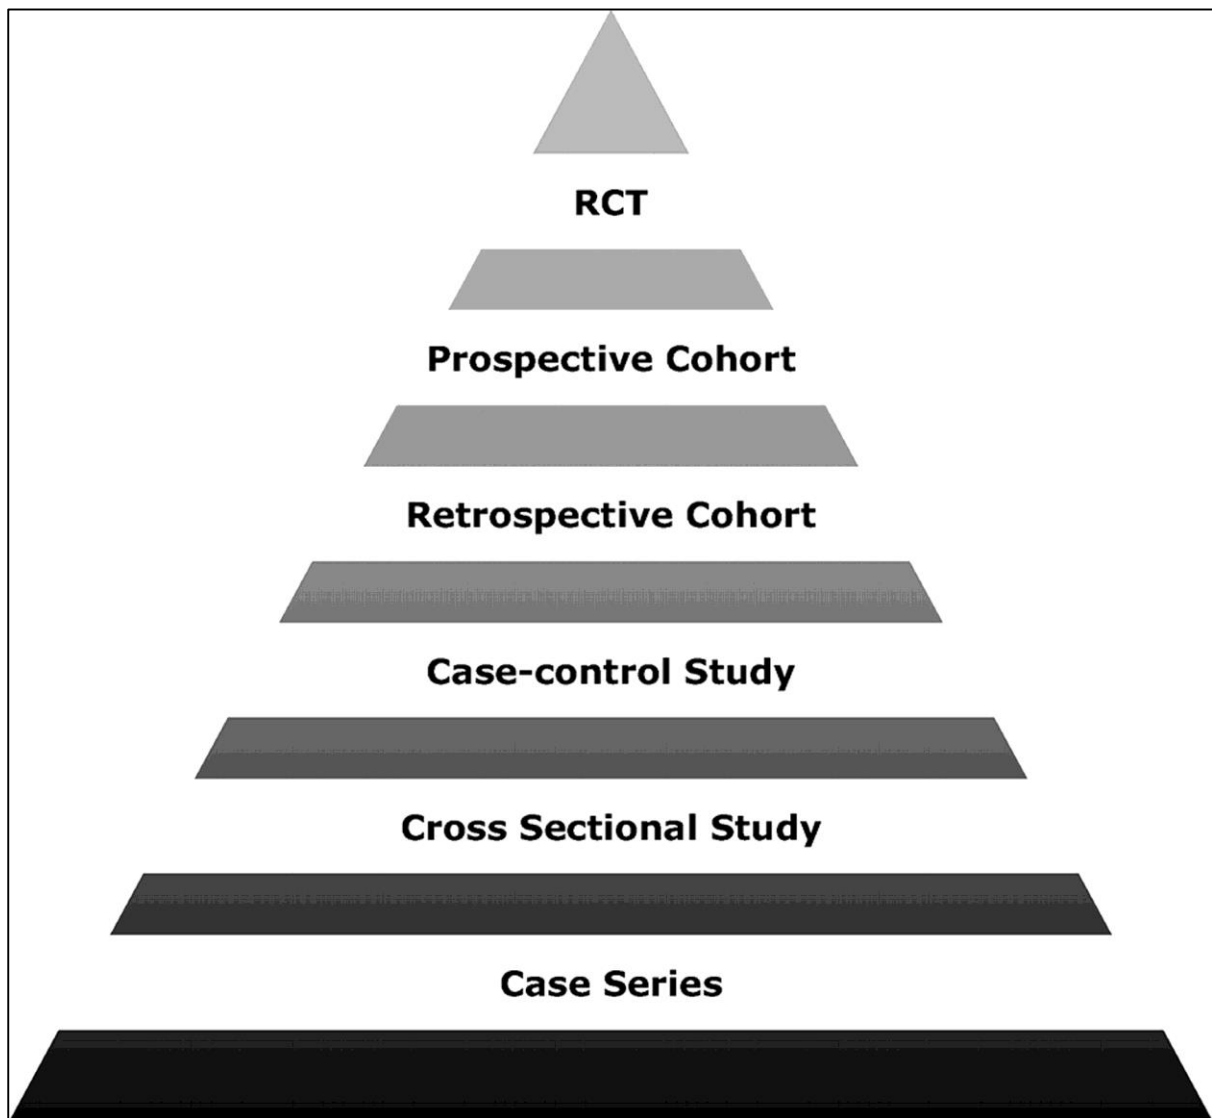 RCT
Prospective Cohort
Retrospective Cohort
Case-control Study
Cross Sectional Study
Case Series